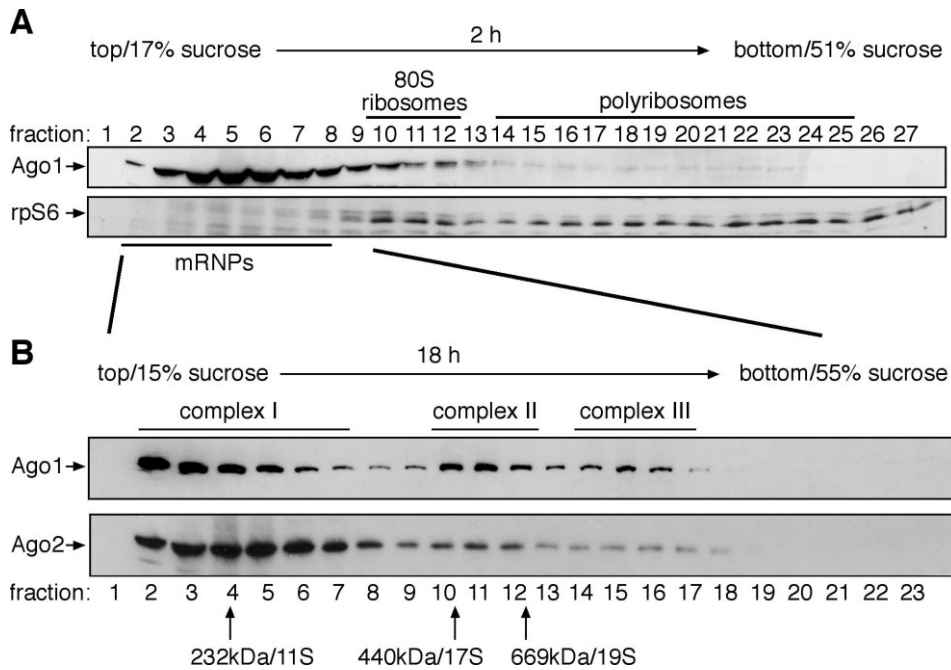 A
top/17% sucrose 2 h bottom/51% sucrose
80S
ribosomes polyribosomes
fraction: 1 2 3 4 5 6 7 8 9 10 11 12 13 14 15 16 17 18 19 20 21 22 23 24 25 26 27
Ago1
rpS6
mRNPs
B
18 h
top/15% sucrose bottom/55% sucrose
complex I complex II complex III
Ago1
Ago2
fraction: 1 2 3 4 5 6 7 8 9 10 11 12 13 14 15 16 17 18 19 20 21 22 23
232kDa/11S 440kDa/17S 669kDa/19S